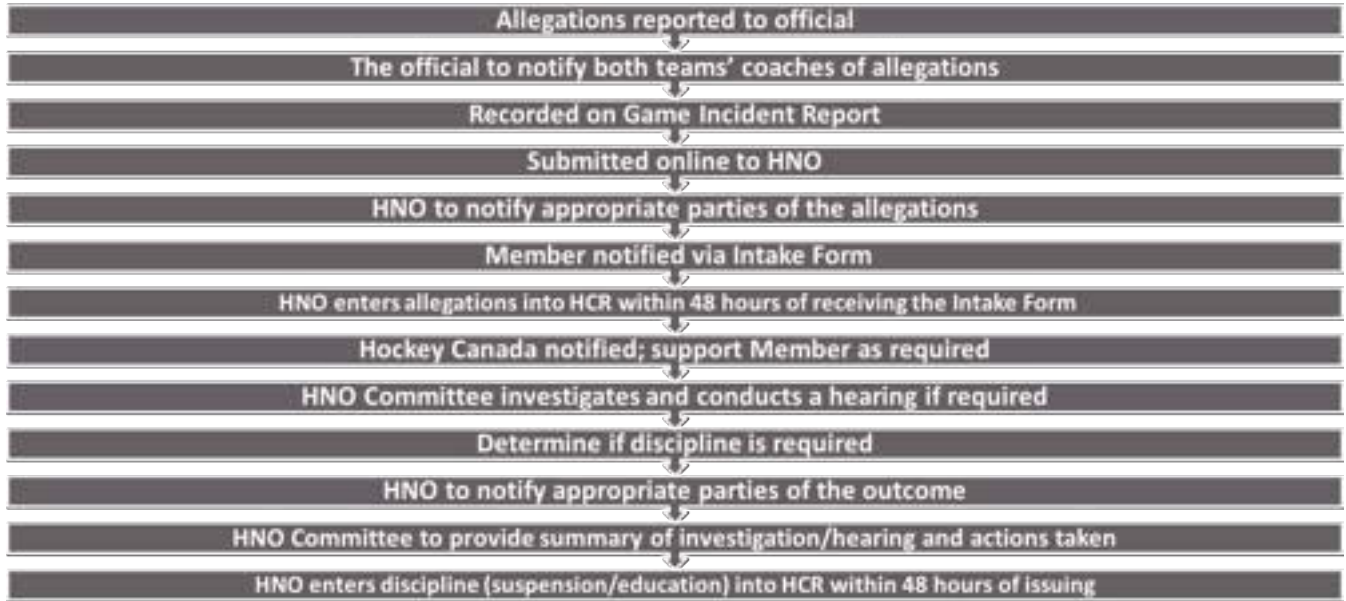 Allegations reported to official
The official to notify both teams' coaches of allegations
Recorded on Game Incident Report
Submitted online to HNO
HNO to notify appropriate parties of the allegations
Member notified via Intake Form
HNO enters allegations into HCR within 48 hours of receiving the Intake Form
Hockey Canada notified; support Member as required
HNO Committee investigates and conducts a hearing if required
Determine if discipline is required
HNO to notify appropriate parties of the outcome
HNO Committee to provide summary of investigation/hearing and actions taken
HNO enters discipline (suspension/education) into HCR within 48 hours of issuing